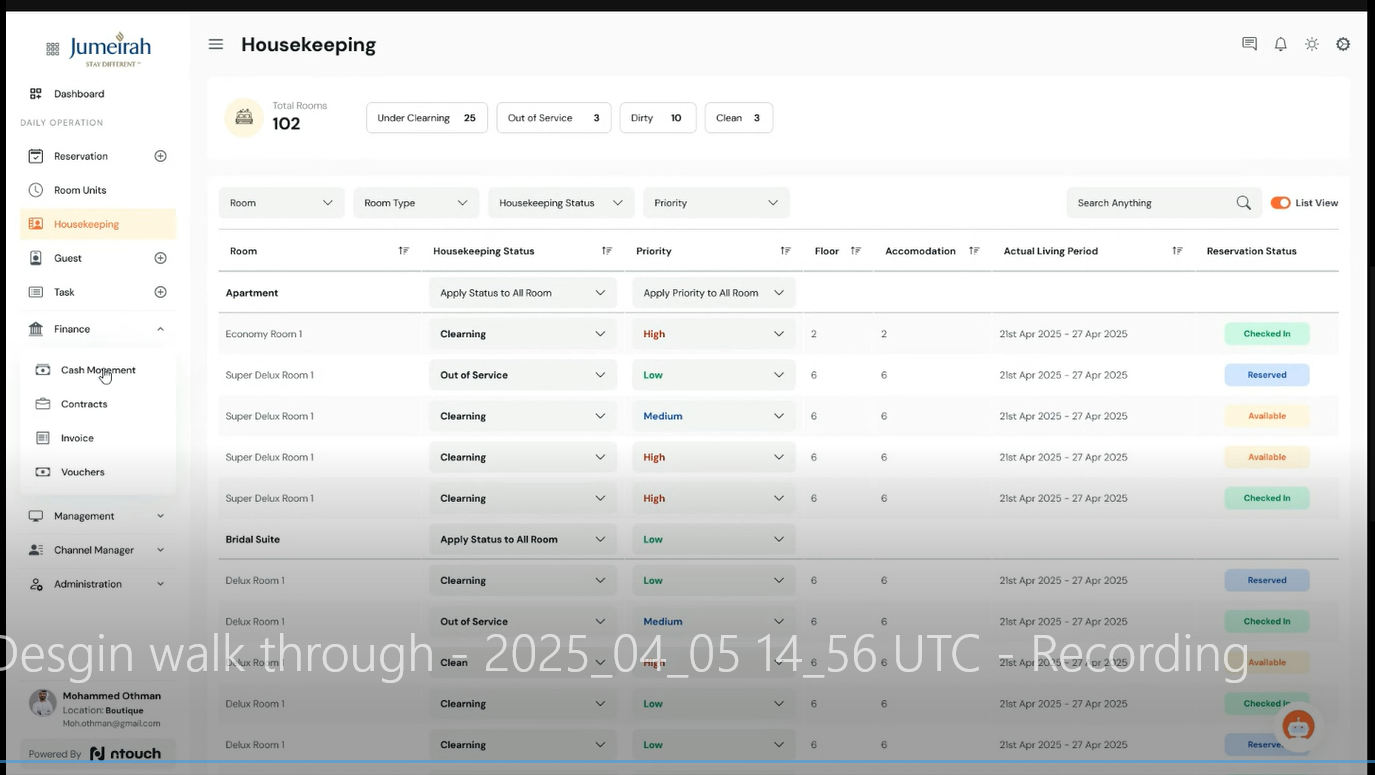 Jumeirah
STAY DIFFERENT™
Dashboard
DAILY OPERATION
Reservation
Room Units
Housekeeping
Guest
Task
Finance
Cash Movement
Contracts
Invoice
Vouchers
Management
Channel Manager
Administration
Mohammed Othman
Location: Boutique
Moh.othman@gmail.com
Powered By ntouch
Housekeeping
Total Rooms
102
Under Clearning 25
Out of Service 3
Dirty 10
Clean 3
Room Room Type Housekeeping Status Priority Search Anything List View
Room Housekeeping Status Priority Floor Accomodation Actual Living Period Reservation Status
Apartment Apply Status to All Room Apply Priority to All Room
Economy Room 1 Clearning High 2 2 21st Apr 2025 - 27 Apr 2025 Checked In
Super Delux Room 1 Out of Service Low 6 6 21st Apr 2025 - 27 Apr 2025 Reserved
Super Delux Room 1 Clearning Medium 6 6 21st Apr 2025 - 27 Apr 2025 Available
Super Delux Room 1 Clearning High 6 6 21st Apr 2025 - 27 Apr 2025 Available
Super Delux Room 1 Clearning High 6 6 21st Apr 2025 - 27 Apr 2025 Checked In
Bridal Suite Apply Status to All Room Low
Delux Room 1 Clearning Low 6 6 21st Apr 2025 - 27 Apr 2025 Reserved
Delux Room 1 Out of Service Medium 6 6 21st Apr 2025 - 27 Apr 2025 Checked In
Desgin walk through - 2025_04_05 14_56 UTC - Recording
Delux Room 1 Clean High 6 6 21st Apr 2025 - 27 Apr 2025 Available
Delux Room 1 Clearning Low 6 6 21st Apr 2025 - 27 Apr 2025 Checked In
Delux Room 1 Clearning Low 6 6 21st Apr 2025 - 27 Apr 2025 Reserve